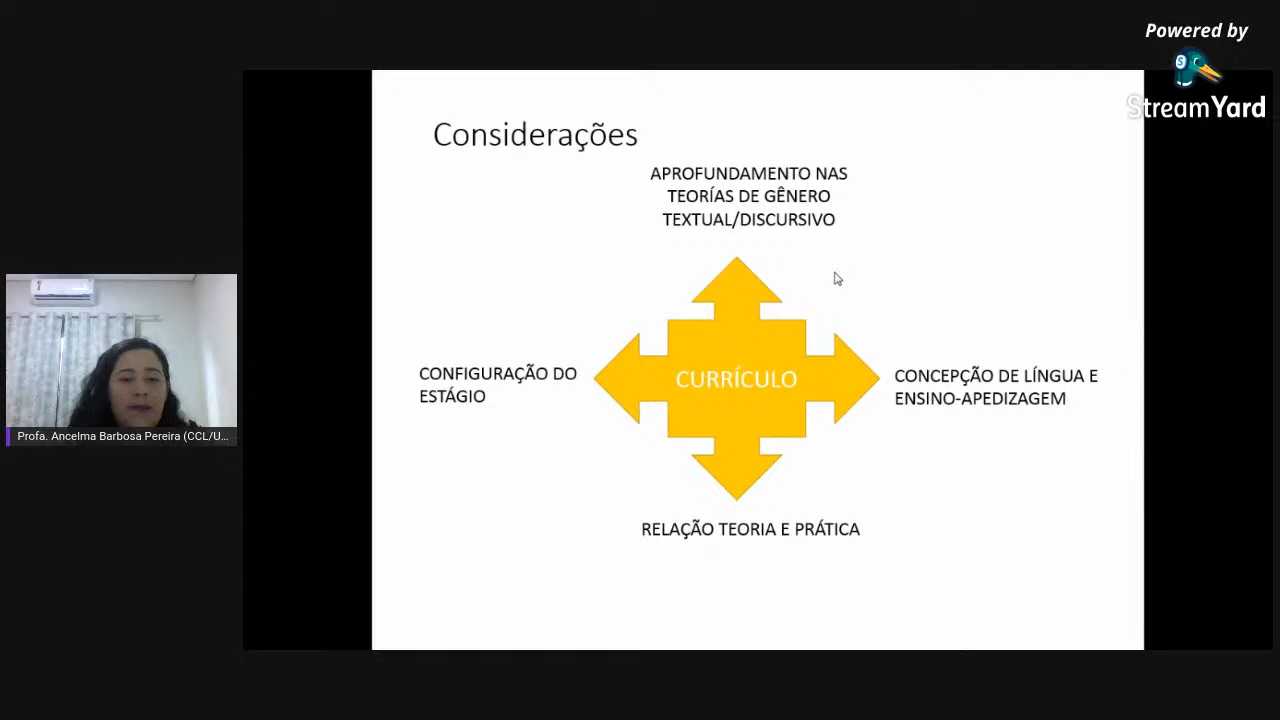 Powered by
StreamYard
Considerações
APROFUNDAMENTO NAS
TEORÍAS DE GÊNERO
TEXTUAL/DISCURSIVO
CONFIGURAÇÃO DO
ESTÁGIO
CURRÍCULO
CONCEPÇÃO DE LÍNGUA E
ENSINO-APEDIZAGEM
RELAÇÃO TEORIA E PRÁTICA
Profa. Ancelma Barbosa Pereira (CCL/U...